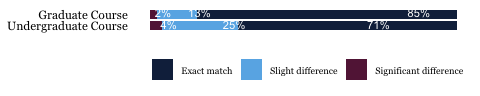 Graduate Course 2% 13% 85%
Undergraduate Course 4% 25% 71%
Exact match Slight difference Significant difference